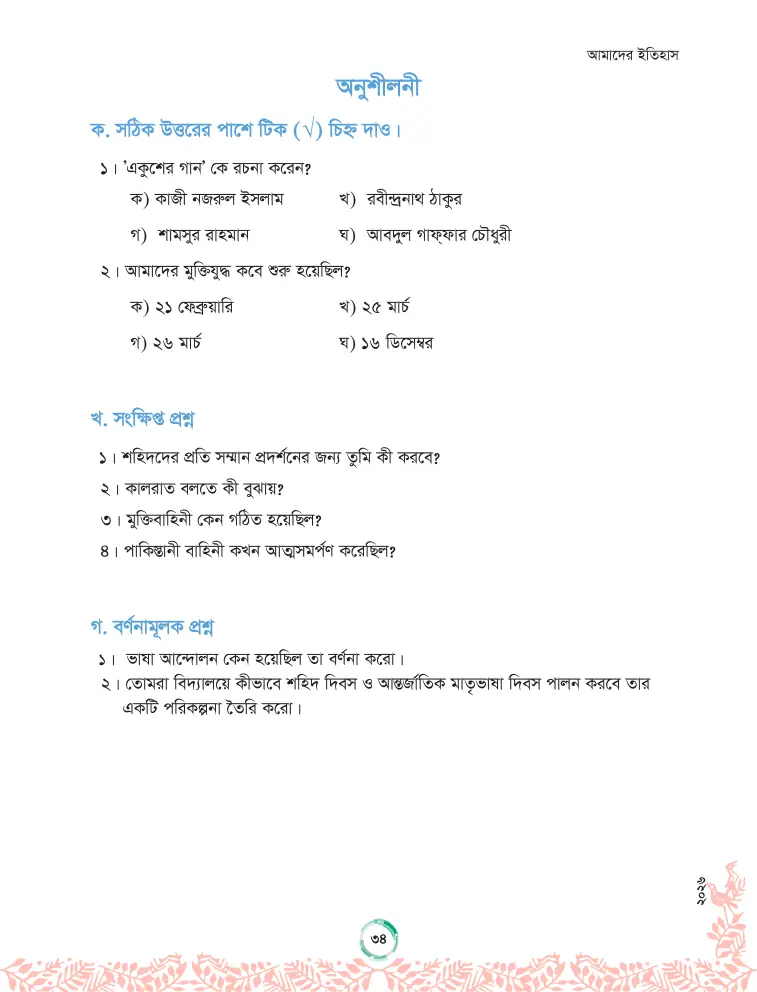 আমাদের ইতিহাস
অনুশীলনী
ক. সঠিক উত্তরের পাশে টিক (√) চিহ্ন দাও।
১। 'একুশের গান' কে রচনা করেন?
ক) কাজী নজরুল ইসলাম খ) রবীন্দ্রনাথ ঠাকুর
গ) শামসুর রাহমান ঘ) আবদুল গাফ্‌ফার চৌধুরী
২। আমাদের মুক্তিযুদ্ধ কবে শুরু হয়েছিল?
ক) ২১ ফেব্রুয়ারি খ) ২৫ মার্চ
গ) ২৬ মার্চ ঘ) ১৬ ডিসেম্বর
খ. সংক্ষিপ্ত প্রশ্ন
১। শহিদদের প্রতি সম্মান প্রদর্শনের জন্য তুমি কী করবে?
২। কালরাত বলতে কী বুঝায়?
৩। মুক্তিবাহিনী কেন গঠিত হয়েছিল?
৪। পাকিস্তানী বাহিনী কখন আত্মসমর্পণ করেছিল?
গ. বর্ণনামূলক প্রশ্ন
১। ভাষা আন্দোলন কেন হয়েছিল তা বর্ণনা করো।
২। তোমরা বিদ্যালয়ে কীভাবে শহিদ দিবস ও আন্তর্জাতিক মাতৃভাষা দিবস পালন করবে তার
একটি পরিকল্পনা তৈরি করো।
২০২৬
৩৪